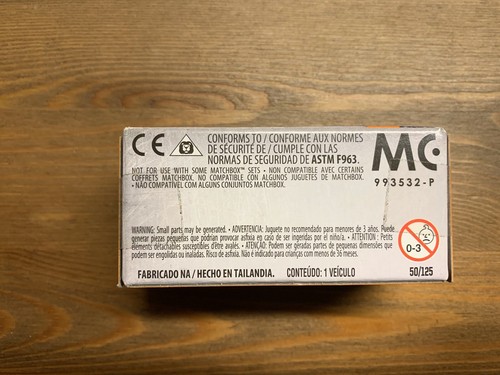 CE
CONFORMS TO / CONFORME AUX NORMES
DE SÉCURITÉ DE / CUMPLE CON LAS
NORMAS DE SEGURIDAD DE ASTM F963.
MC
993532-P
NOT FOR USE WITH SOME MATCHBOX™ SETS • NON COMPATIBLE AVEC CERTAINS
COFFRETS MATCHBOX. NO COMPATIBLE CON ALGUNOS JUGUETES DE MATCHBOX.
• NÃO COMPATÍVEL COM ALGUNS CONJUNTOS MATCHBOX.
WARNING: Small parts may be generated. • ADVERTENCIA: Juguete no recomendado para menores de 3 años. Puede
generar piezas pequeñas que podrían provocar asfixia en caso de ser ingeridas por el niño/a. • ATTENTION : Petits
éléments détachables susceptibles d'être avalés. • ATENÇÃO: Podem ser geradas partes de pequenas dimensões que
podem ser engolidas ou inaladas. Risco de asfixia. Não é indicado para crianças com menos de 36 meses.
0-3
FABRICADO NA / HECHO EN TAILANDIA. CONTEÚDO: 1 VEÍCULO
50/125